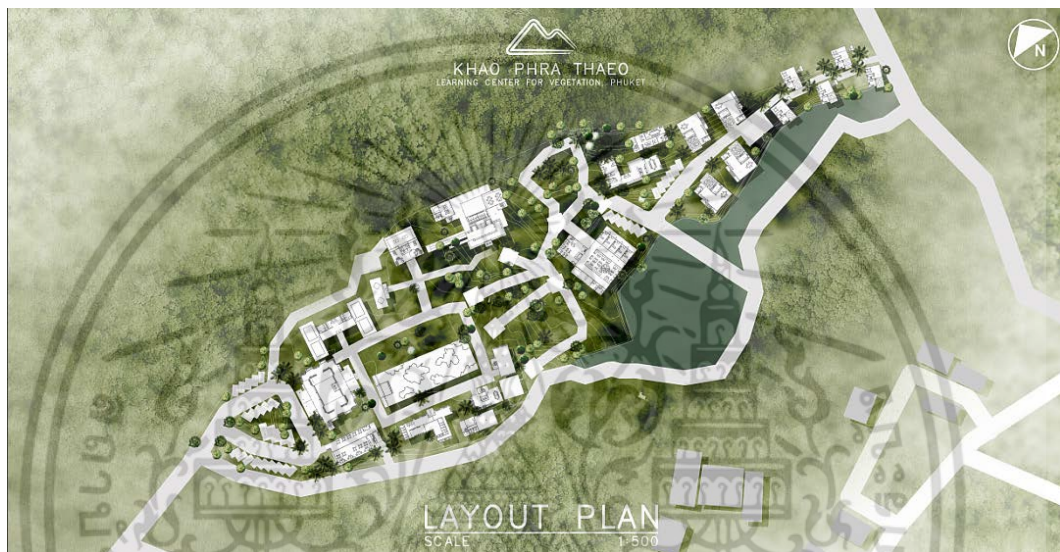 KHAO PHRA THAEO
LEARNING CENTER FOR VEGETATION, PHUKET
N
LAYOUT PLAN
SCALE 1:500